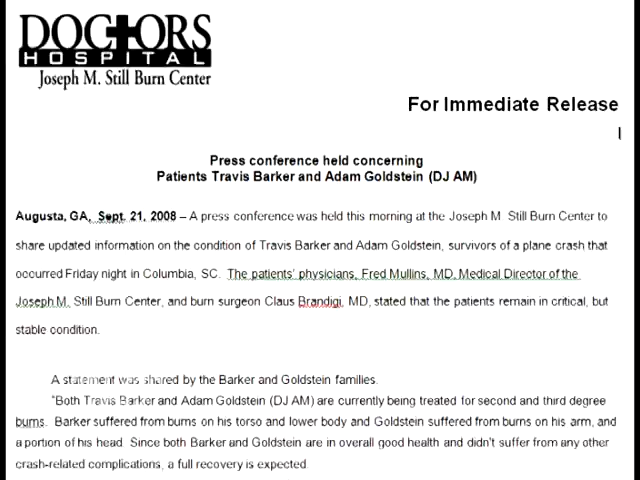 DOCTORS
HOSPITAL
Joseph M. Still Burn Center
For Immediate Release
Press conference held concerning
Patients Travis Barker and Adam Goldstein (DJ AM)
Augusta, GA, Sept. 21, 2008 – A press conference was held this morning at the Joseph M Still Burn Center to
share updated information on the condition of Travis Barker and Adam Goldstein, survivors of a plane crash that
occurred Friday night in Columbia, SC. The patients' physicians, Fred Mullins, MD, Medical Director of the
Joseph M. Still Burn Center, and burn surgeon Claus Brandigi, MD, stated that the patients remain in critical, but
stable condition.
A statement was shared by the Barker and Goldstein families.
"Both Travis Barker and Adam Goldstein (DJ AM) are currently being treated for second and third degree
burns. Barker suffered from burns on his torso and lower body and Goldstein suffered from burns on his arm, and
a portion of his head. Since both Barker and Goldstein are in overall good health and didn't suffer from any other
crash-related complications, a full recovery is expected.